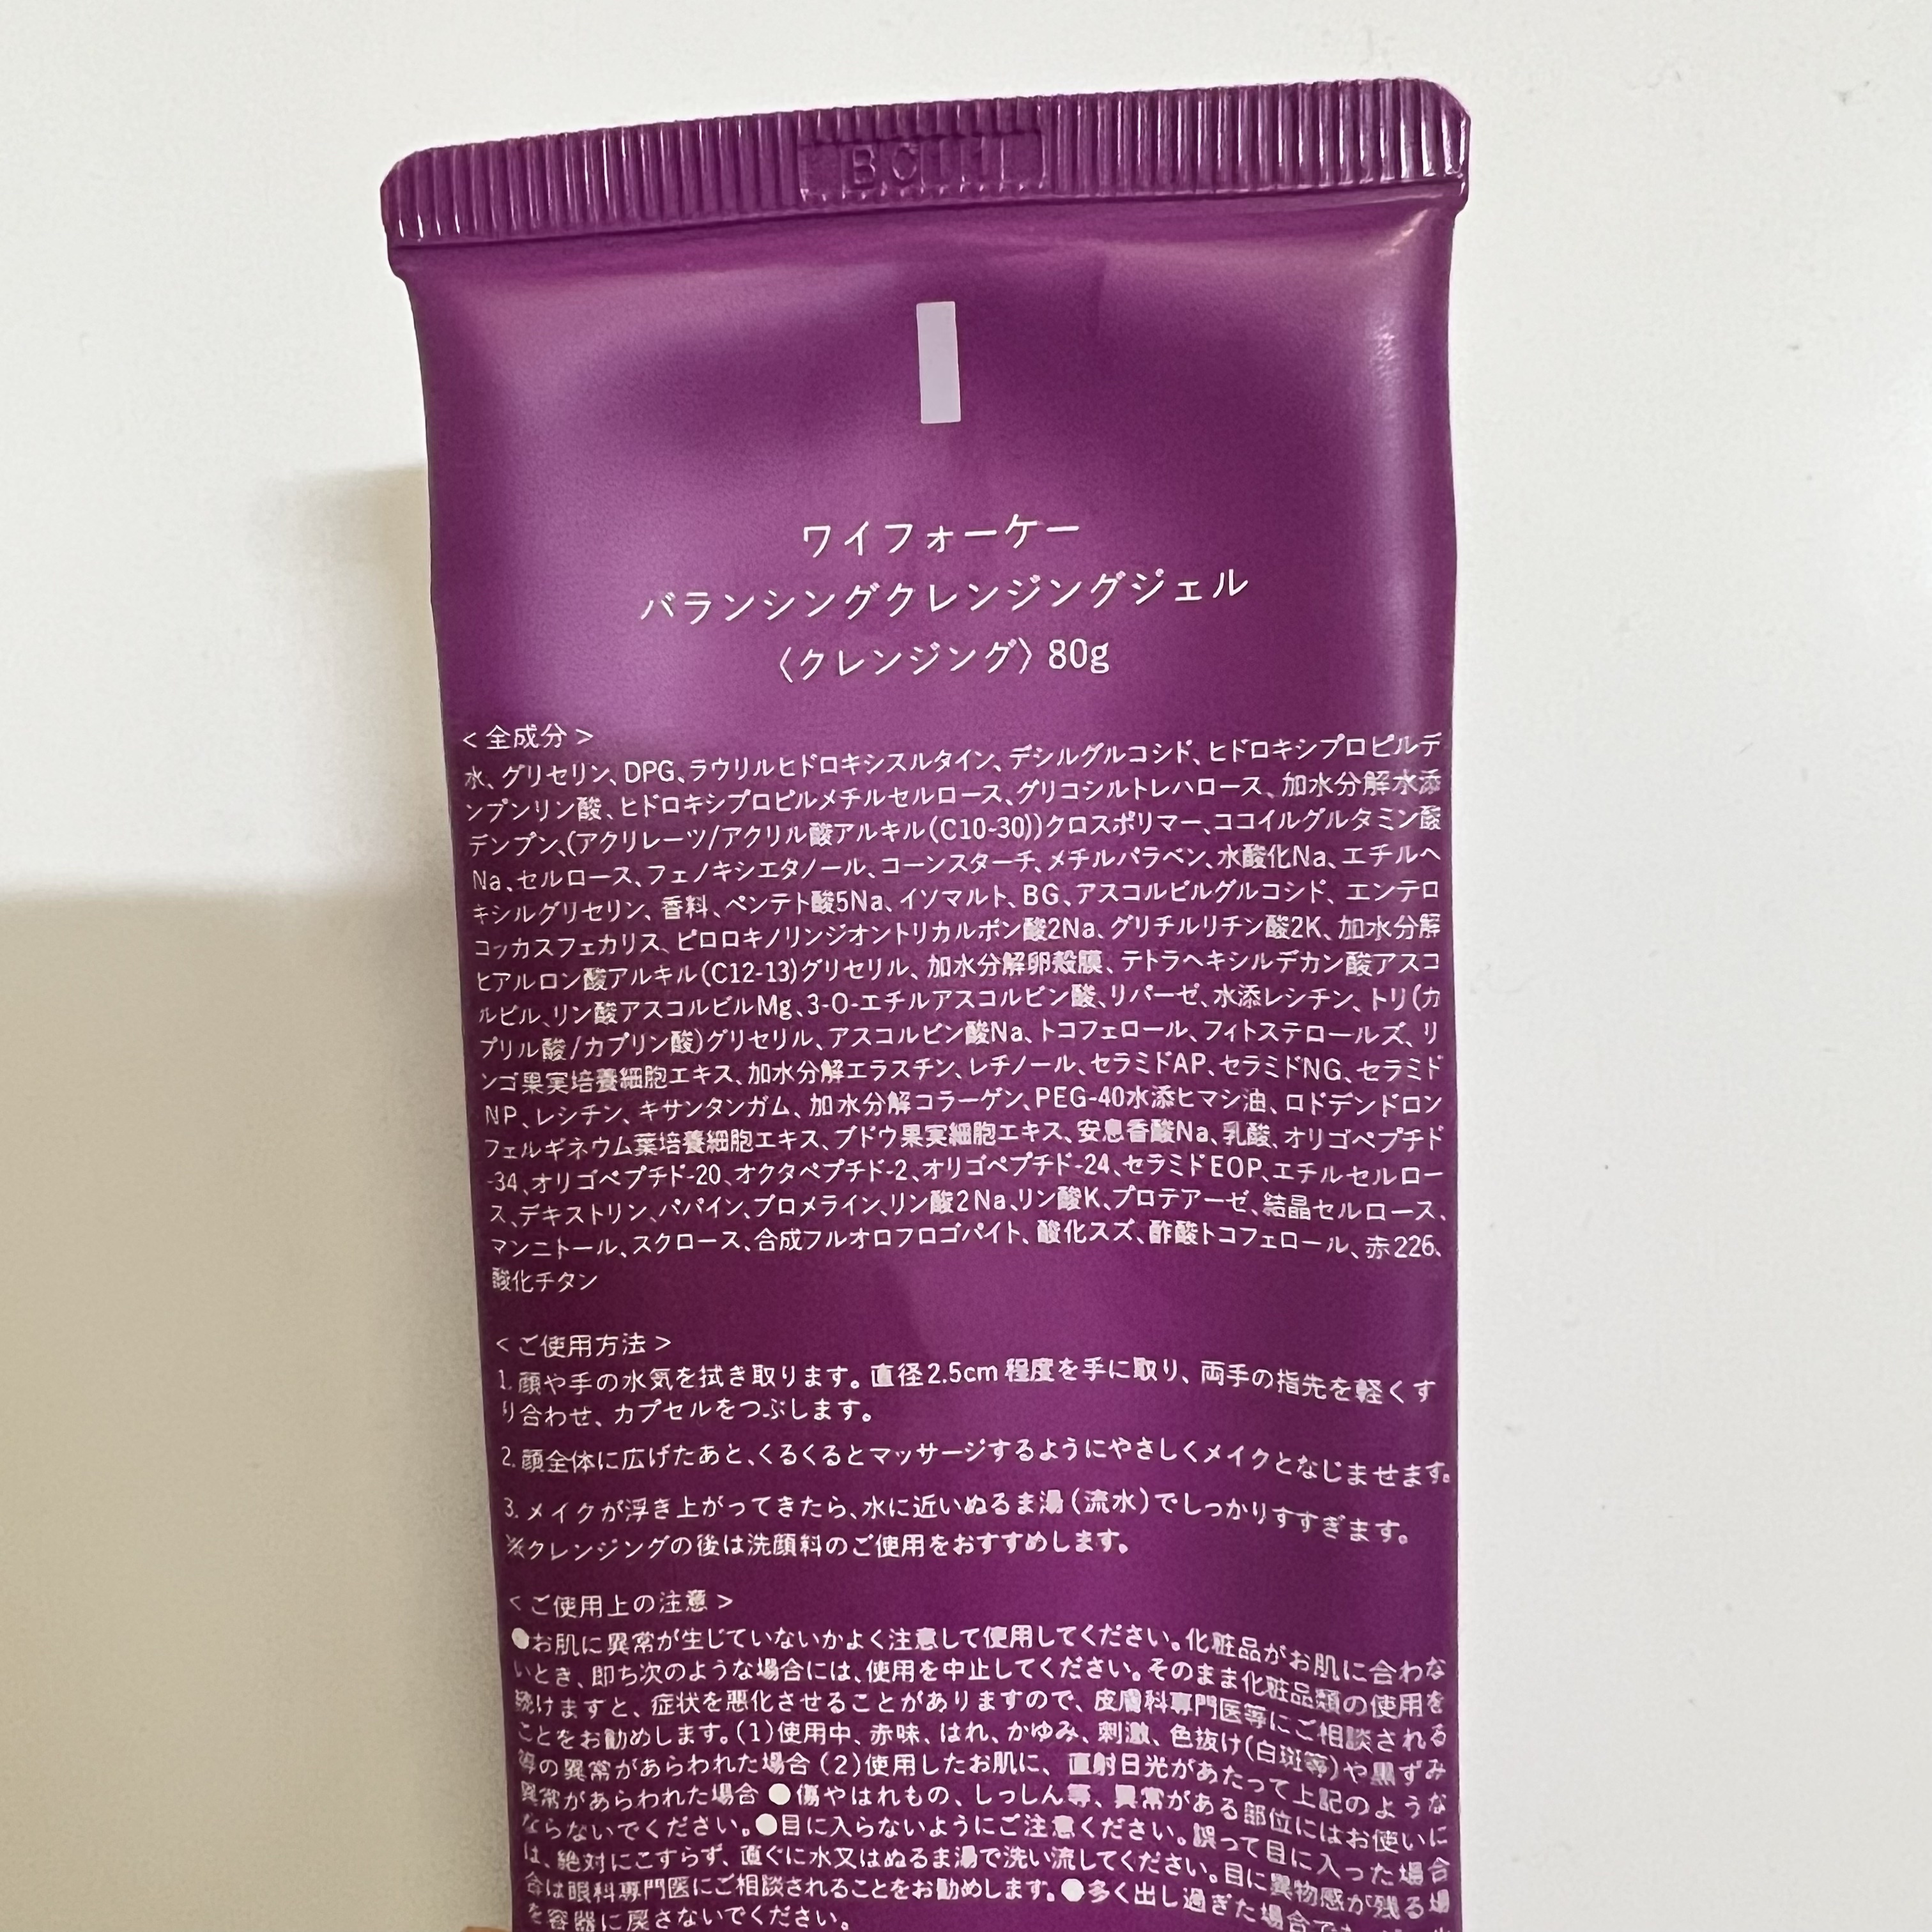 BC111
ワイフォーケー
バランシングクレンジングジェル
〈クレンジング〉80g
＜全成分＞
水、グリセリン、DPG、ラウリルヒドロキシスルタイン、デシルグルコシド、ヒドロキシプロピルデ
ンプンリン酸、ヒドロキシプロピルメチルセルロース、グリコシルトレハロース、加水分解水添
デンプン、(アクリレーツ/アクリル酸アルキル(C10-30))クロスポリマー、ココイルグルタミン酸
Na、セルロース、フェノキシエタノール、コーンスターチ、メチルパラベン、水酸化Na、エチルヘ
キシルグリセリン、香料、ペンテト酸5Na、イソマルト、BG、アスコルビルグルコシド、エンテロ
コッカスフェカリス、ピロロキノリンジオントリカルボン酸2Na、グリチルリチン酸2K、加水分解
ヒアルロン酸アルキル(C12-13)グリセリル、加水分解卵殻膜、テトラヘキシルデカン酸アスコ
ルビル、リン酸アスコルビルMg、3-O-エチルアスコルビン酸、リパーゼ、水添レシチン、トリ(カ
プリル酸/カプリン酸)グリセリル、アスコルビン酸Na、トコフェロール、フィトステロールズ、リ
ンゴ果実培養細胞エキス、加水分解エラスチン、レチノール、セラミドAP、セラミドNG、セラミド
NP、レシチン、キサンタンガム、加水分解コラーゲン、PEG-40水添ヒマシ油、ロドデンドロン
フェルギネウム葉培養細胞エキス、ブドウ果実細胞エキス、安息香酸Na、乳酸、オリゴペプチド
-34、オリゴペプチド-20、オクタペプチド-2、オリゴペプチド-24、セラミドEOP、エチルセルロー
ス、デキストリン、パパイン、ブロメライン、リン酸2Na、リン酸K、プロテアーゼ、結晶セルロース、
マンニトール、スクロース、合成フルオロフロゴパイト、酸化スズ、酢酸トコフェロール、赤226、
酸化チタン
＜ご使用方法＞
1. 顔や手の水気を拭き取ります。直径2.5cm 程度を手に取り、両手の指先を軽くす
り合わせ、カプセルをつぶします。
2. 顔全体に広げたあと、くるくるとマッサージするようにやさしくメイクとなじませます。
3. メイクが浮き上がってきたら、水に近いぬるま湯(流水)でしっかりすすぎます。
※クレンジングの後は洗顔料のご使用をおすすめします。
＜ご使用上の注意＞
●お肌に異常が生じていないかよく注意して使用してください。化粧品がお肌に合わな
いとき、即ち次のような場合には、使用を中止してください。そのまま化粧品類の使用を
続けますと、症状を悪化させることがありますので、皮膚科専門医等にご相談される
ことをお勧めします。(1)使用中、赤味、はれ、かゆみ、刺激、色抜け(白斑等)や黒ずみ
等の異常があらわれた場合 (2)使用したお肌に、直射日光があたって上記のような
異常があらわれた場合 ●傷やはれもの、しっしん等、異常がある部位にはお使いに
ならないでください。●目に入らないようにご注意ください。誤って目に入った場合
は、絶対にこすらず、直ぐに水又はぬるま湯で洗い流してください。目に異物感が残る場
合は眼科専門医にご相談されることをお勧めします。●多く出し過ぎた場合でも、
を容器に戻さないでください。